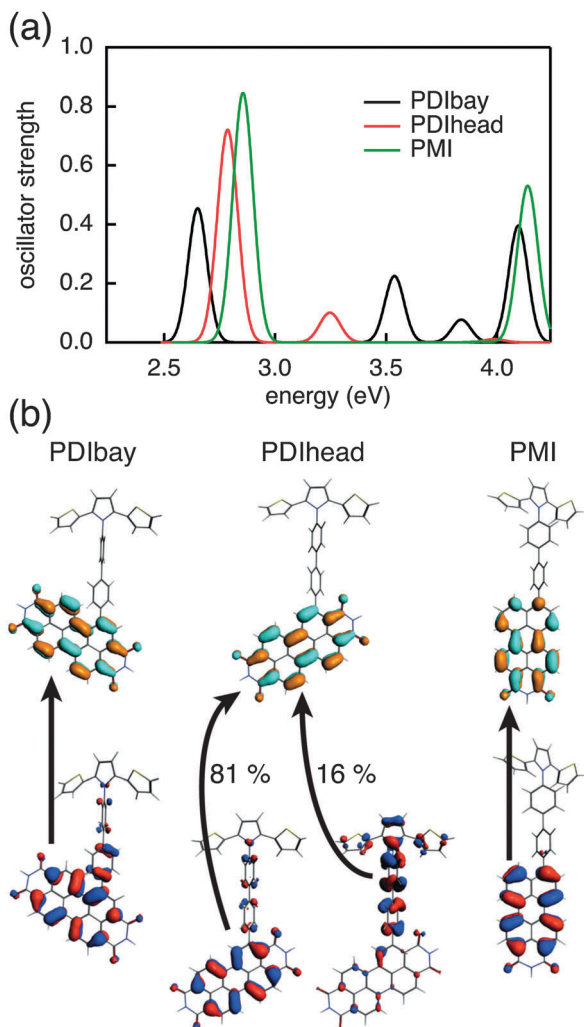 (a)
oscillator strength
1.0
0.8
0.6
0.4
0.2
0.0
PDIbay
PDIhead
PMI
2.5 3.0 3.5 4.0
energy (eV)
(b)
PDIbay PDIhead PMI
81 % 16 %